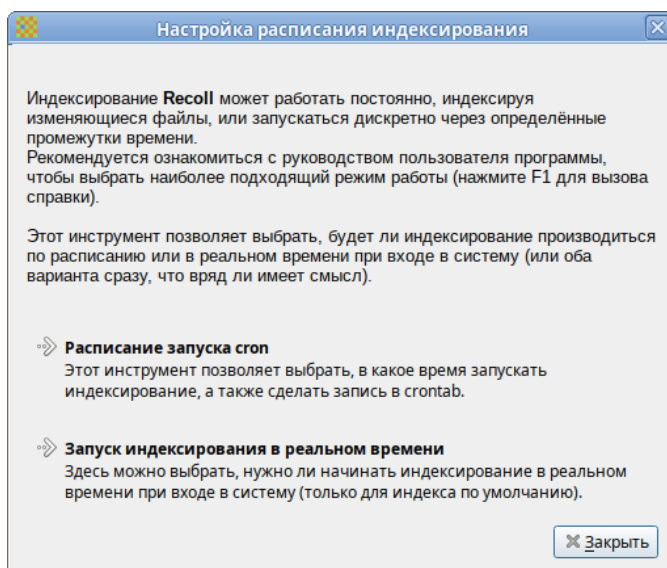 Настройка расписания индексирования
Индексирование Recoll может работать постоянно, индексируя
изменяющиеся файлы, или запускаться дискретно через определённые
промежутки времени.
Рекомендуется ознакомиться с руководством пользователя программы,
чтобы выбрать наиболее подходящий режим работы (нажмите F1 для вызова
справки).
Этот инструмент позволяет выбрать, будет ли индексирование производиться
по расписанию или в реальном времени при входе в систему (или оба
варианта сразу, что вряд ли имеет смысл).
Расписание запуска cron
Этот инструмент позволяет выбрать, в какое время запускать
индексирование, а также сделать запись в crontab.
Запуск индексирования в реальном времени
Здесь можно выбрать, нужно ли начинать индексирование в реальном
времени при входе в систему (только для индекса по умолчанию).
Закрыть